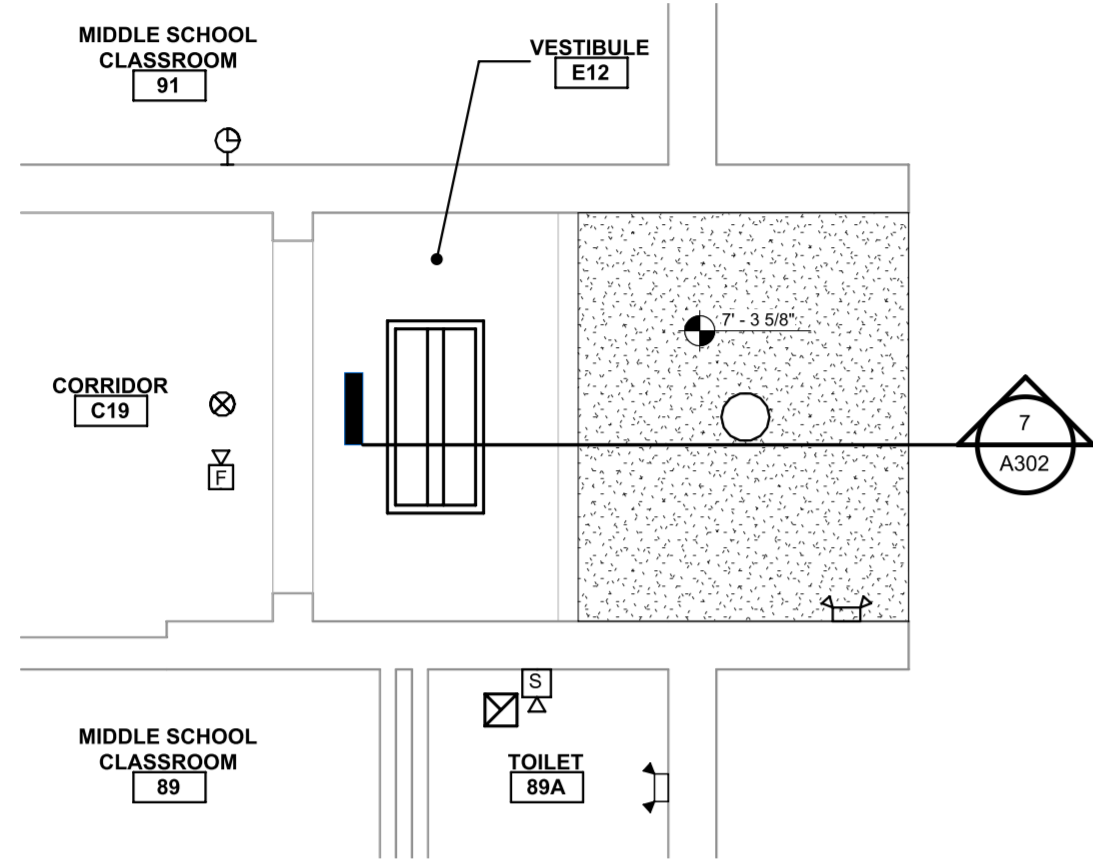 MIDDLE SCHOOL
CLASSROOM
91
VESTIBULE
E12
7' - 3 5/8"
CORRIDOR
C19
F
7
A302
S
MIDDLE SCHOOL
CLASSROOM
89
TOILET
89A